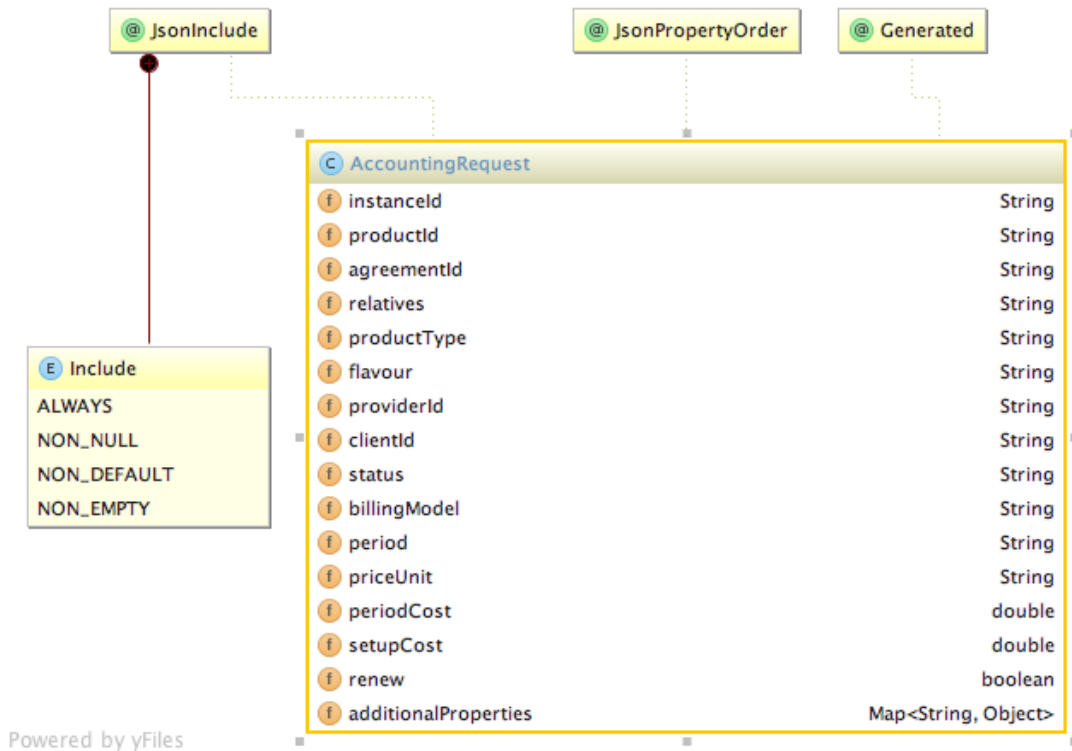 @ JsonInclude
@ JsonPropertyOrder
@ Generated
C AccountingRequest
f instanceId String
f productId String
f agreementId String
f relatives String
f productType String
f flavour String
f providerId String
f clientId String
f status String
f billingModel String
f period String
f priceUnit String
f periodCost double
f setupCost double
f renew boolean
f additionalProperties Map<String, Object>
E Include
ALWAYS
NON_NULL
NON_DEFAULT
NON_EMPTY
Powered by yFiles